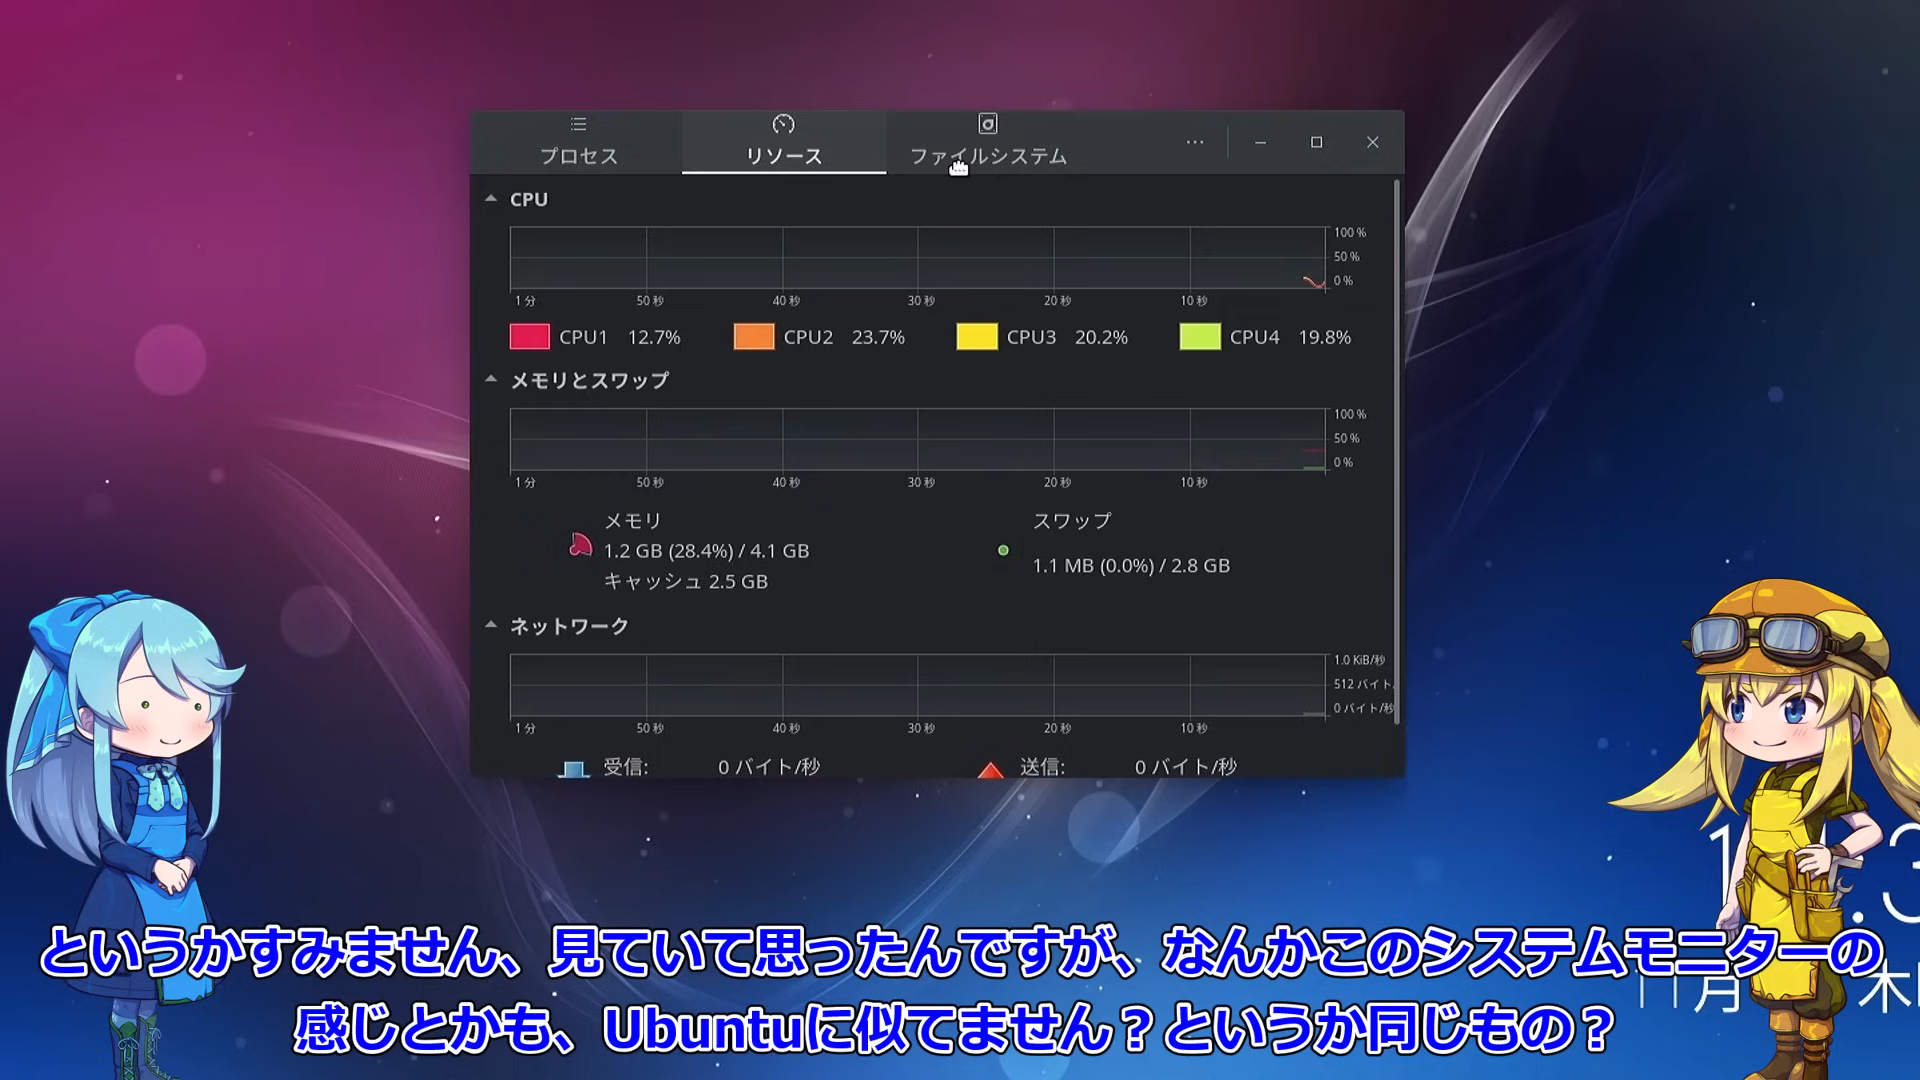 プロセス
リソース
ファイルシステム
CPU
100 %
50 %
0 %
1 分 50 秒 40 秒 30 秒 20 秒 10 秒
CPU1 12.7% CPU2 23.7% CPU3 20.2% CPU4 19.8%
メモリとスワップ
100 %
50 %
0 %
1 分 50 秒 40 秒 30 秒 20 秒 10 秒
メモリ
1.2 GB (28.4%) / 4.1 GB
キャッシュ 2.5 GB
スワップ
1.1 MB (0.0%) / 2.8 GB
ネットワーク
1.0 KiB/秒
512 バイト
0 バイト/秒
1 分 50 秒 40 秒 30 秒 20 秒 10 秒
受信: 0 バイト/秒 送信: 0 バイト/秒
というかすみません、見ていて思ったんですが、なんかこのシステムモニターの
感じとかも、Ubuntuに似てません？というか同じもの？